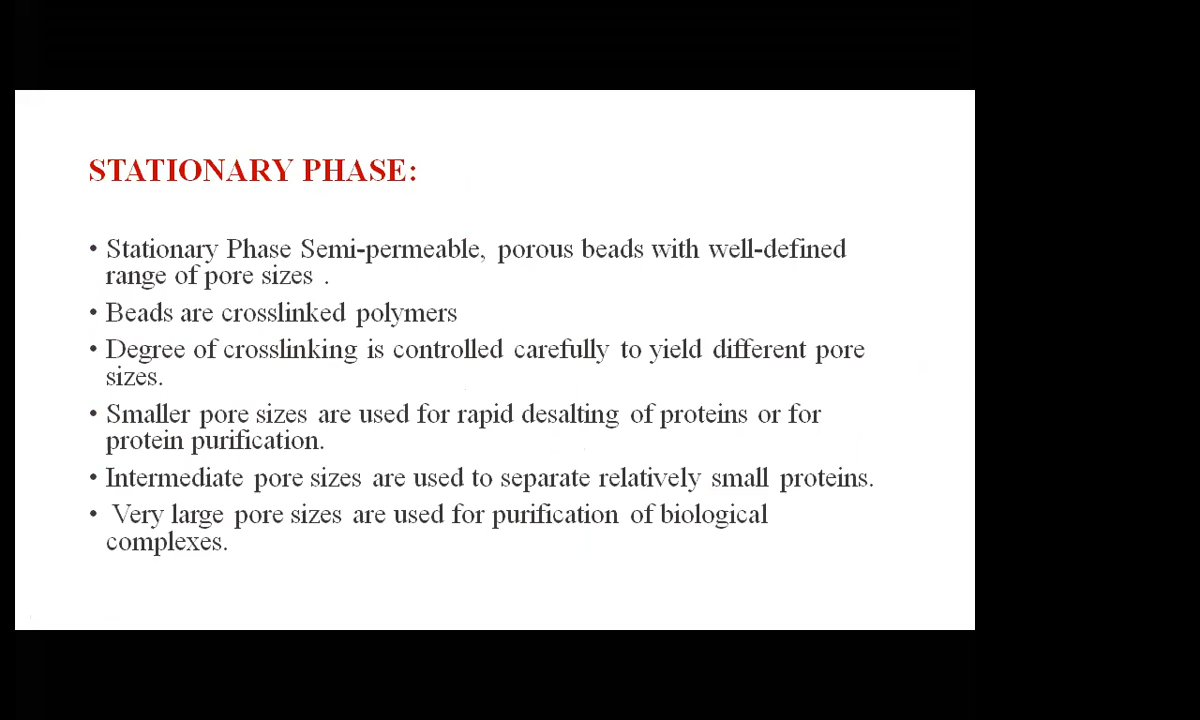 STATIONARY PHASE:
• Stationary Phase Semi-permeable, porous beads with well-defined
range of pore sizes .
• Beads are crosslinked polymers
• Degree of crosslinking is controlled carefully to yield different pore
sizes.
• Smaller pore sizes are used for rapid desalting of proteins or for
protein purification.
• Intermediate pore sizes are used to separate relatively small proteins.
• Very large pore sizes are used for purification of biological
complexes.